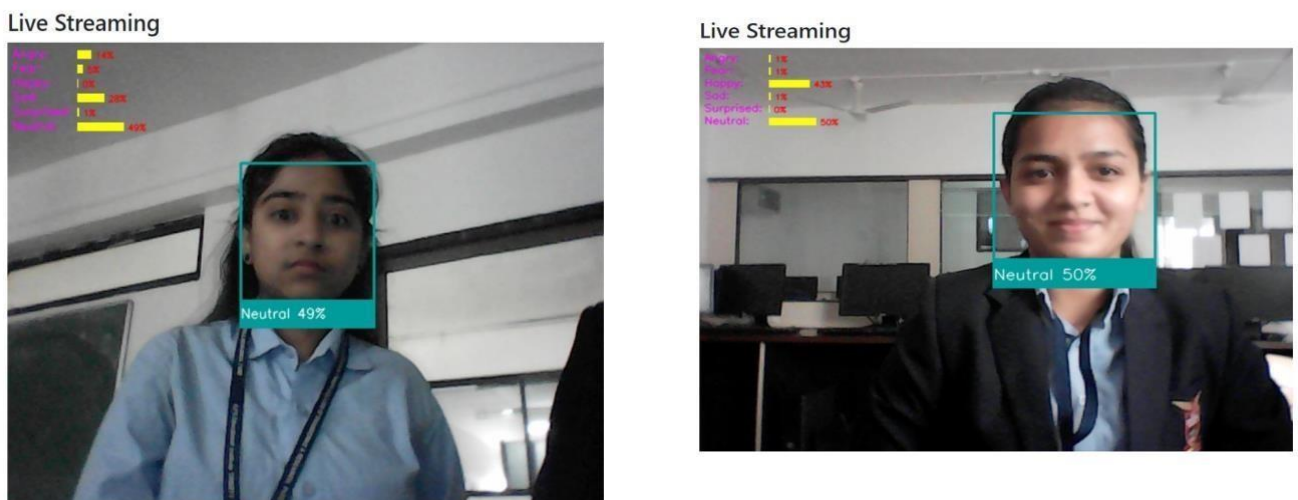 Live Streaming
Angry: 14%
Fear: 5%
Happy: 0%
Sad: 28%
Surprised: 1%
Neutral: 49%
Neutral 49%
Live Streaming
Angry: 1%
Fear: 1%
Happy: 43%
Sad: 1%
Surprised: 0%
Neutral: 50%
Neutral 50%